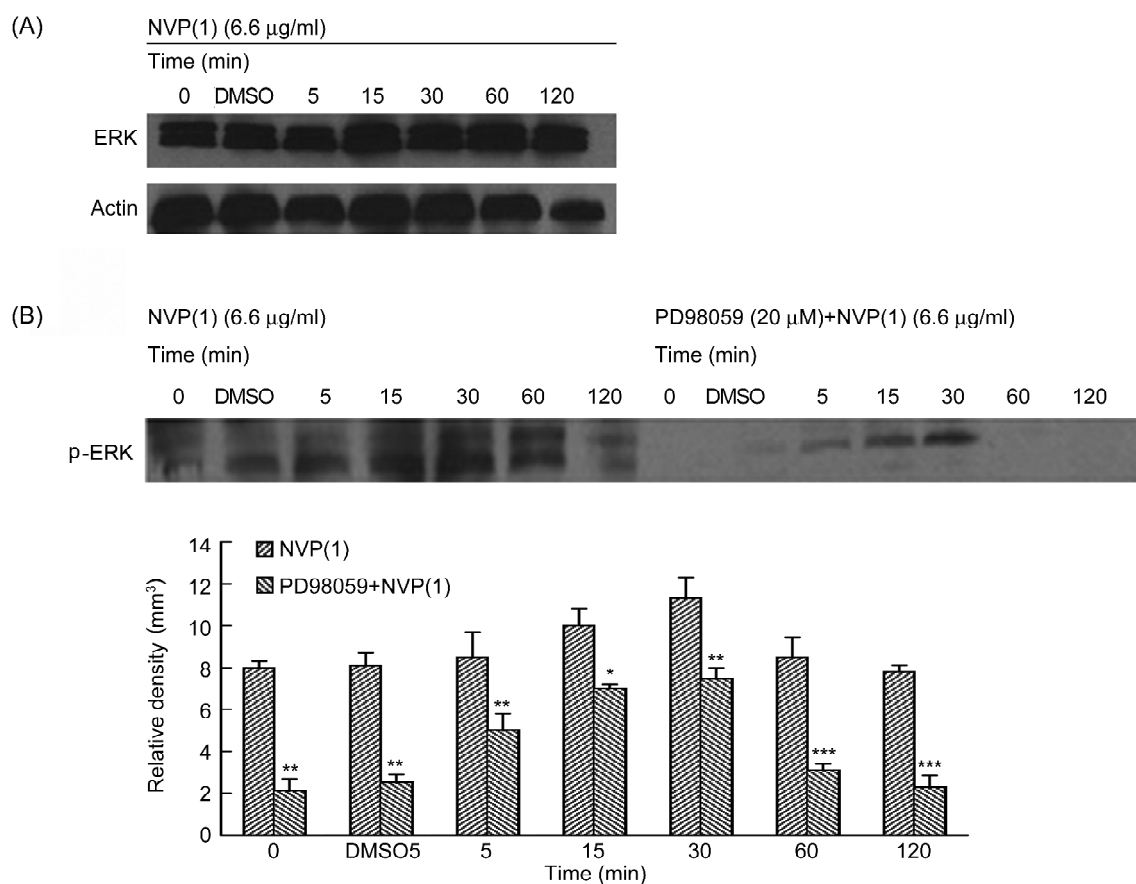 (A)
NVP(1) (6.6 μg/ml)
Time (min)
0 DMSO 5 15 30 60 120
ERK
Actin
(B)
NVP(1) (6.6 μg/ml)
PD98059 (20 μM)+NVP(1) (6.6 μg/ml)
Time (min)
Time (min)
0 DMSO 5 15 30 60 120 0 DMSO 5 15 30 60 120
p-ERK
14
12
10
8
6
4
2
0
Relative density (mm³)
NVP(1)
PD98059+NVP(1)
** ** ** * ** *** ***
0 DMSO5 5 15 30 60 120
Time (min)